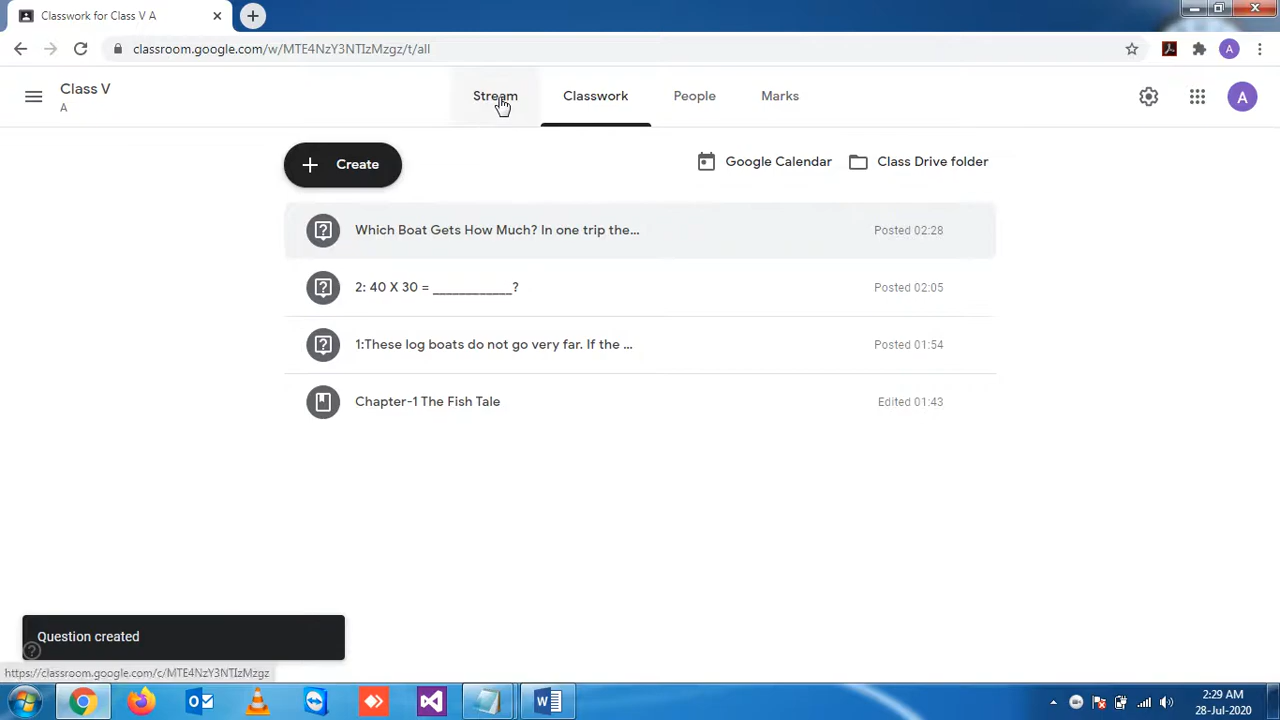 Classwork for Class V A
classroom.google.com/w/MTE4NzY3NTIzMzgz/t/all
A
Class V
A
Stream
Classwork
People
Marks
A
Create
Google Calendar
Class Drive folder
Which Boat Gets How Much? In one trip the...
Posted 02:28
2: 40 X 30 = ____________?
Posted 02:05
1:These log boats do not go very far. If the ...
Posted 01:54
Chapter-1 The Fish Tale
Edited 01:43
Question created
https://classroom.google.com/c/MTE4NzY3NTIzMzgz
2:29 AM
28-Jul-2020